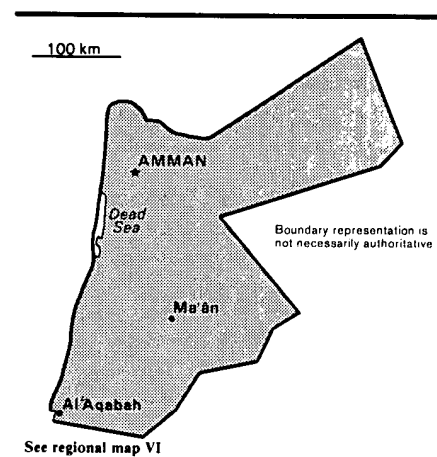 100 km
AMMAN
Dead
Sea
Boundary representation is
not necessarily authoritative
Ma'ān
Al'Aqabah
See regional map VI